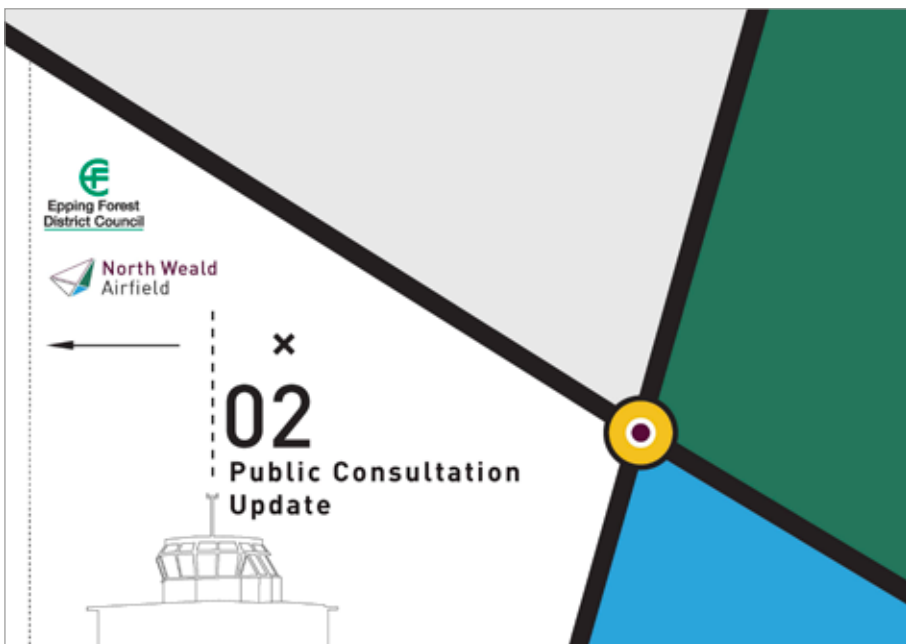 Epping Forest
District Council
North Weald
Airfield
02
Public Consultation
Update